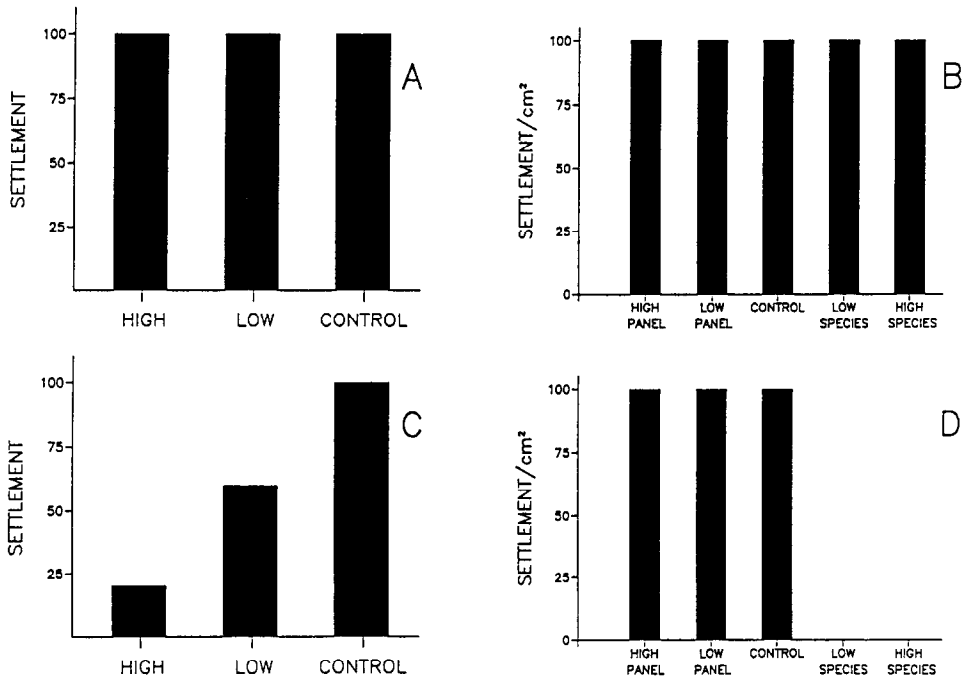 A
SETTLEMENT
100
75
50
25
HIGH LOW CONTROL
B
SETTLEMENT/cm²
100
75
50
25
0
HIGH PANEL LOW PANEL CONTROL LOW SPECIES HIGH SPECIES
C
SETTLEMENT
100
75
50
25
HIGH LOW CONTROL
D
SETTLEMENT/cm²
100
75
50
25
0
HIGH PANEL LOW PANEL CONTROL LOW SPECIES HIGH SPECIES